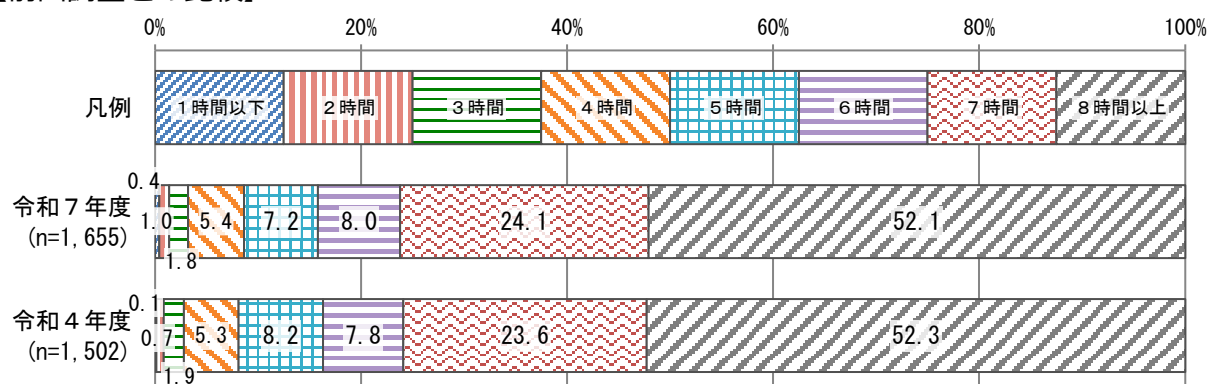 0% 20% 40% 60% 80% 100%
凡例 1時間以下 2時間 3時間 4時間 5時間 6時間 7時間 8時間以上
令和7年度
(n=1,655)
0.4 1.0 1.8 5.4 7.2 8.0 24.1 52.1
令和4年度
(n=1,502)
0.1 0.7 1.9 5.3 8.2 7.8 23.6 52.3